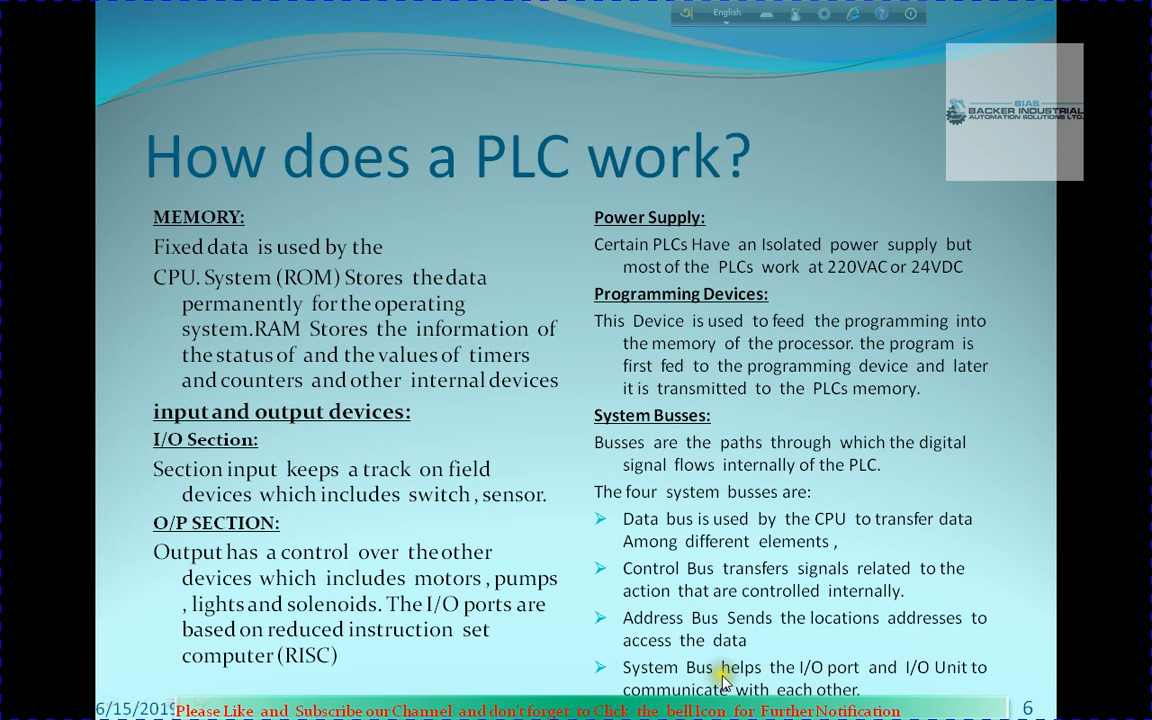 English
BIAS
BACKER INDUSTRIAL
AUTOMATION SOLUTIONS LTD.
How does a PLC work?
MEMORY:
Fixed data is used by the
CPU. System (ROM) Stores the data
permanently for the operating
system.RAM Stores the information of
the status of and the values of timers
and counters and other internal devices
input and output devices:
I/O Section:
Section input keeps a track on field
devices which includes switch , sensor.
O/P SECTION:
Output has a control over the other
devices which includes motors , pumps
, lights and solenoids. The I/O ports are
based on reduced instruction set
computer (RISC)
Power Supply:
Certain PLCs Have an Isolated power supply but
most of the PLCs work at 220VAC or 24VDC
Programming Devices:
This Device is used to feed the programming into
the memory of the processor. the program is
first fed to the programming device and later
it is transmitted to the PLCs memory.
System Busses:
Busses are the paths through which the digital
signal flows internally of the PLC.
The four system busses are:
Data bus is used by the CPU to transfer data
Among different elements ,
Control Bus transfers signals related to the
action that are controlled internally.
Address Bus Sends the locations addresses to
access the data
System Bus helps the I/O port and I/O Unit to
communicate with each other.
6/15/2019
Please Like and Subscribe our Channel and don't forget to Click the bell Icon for Further Notification
6